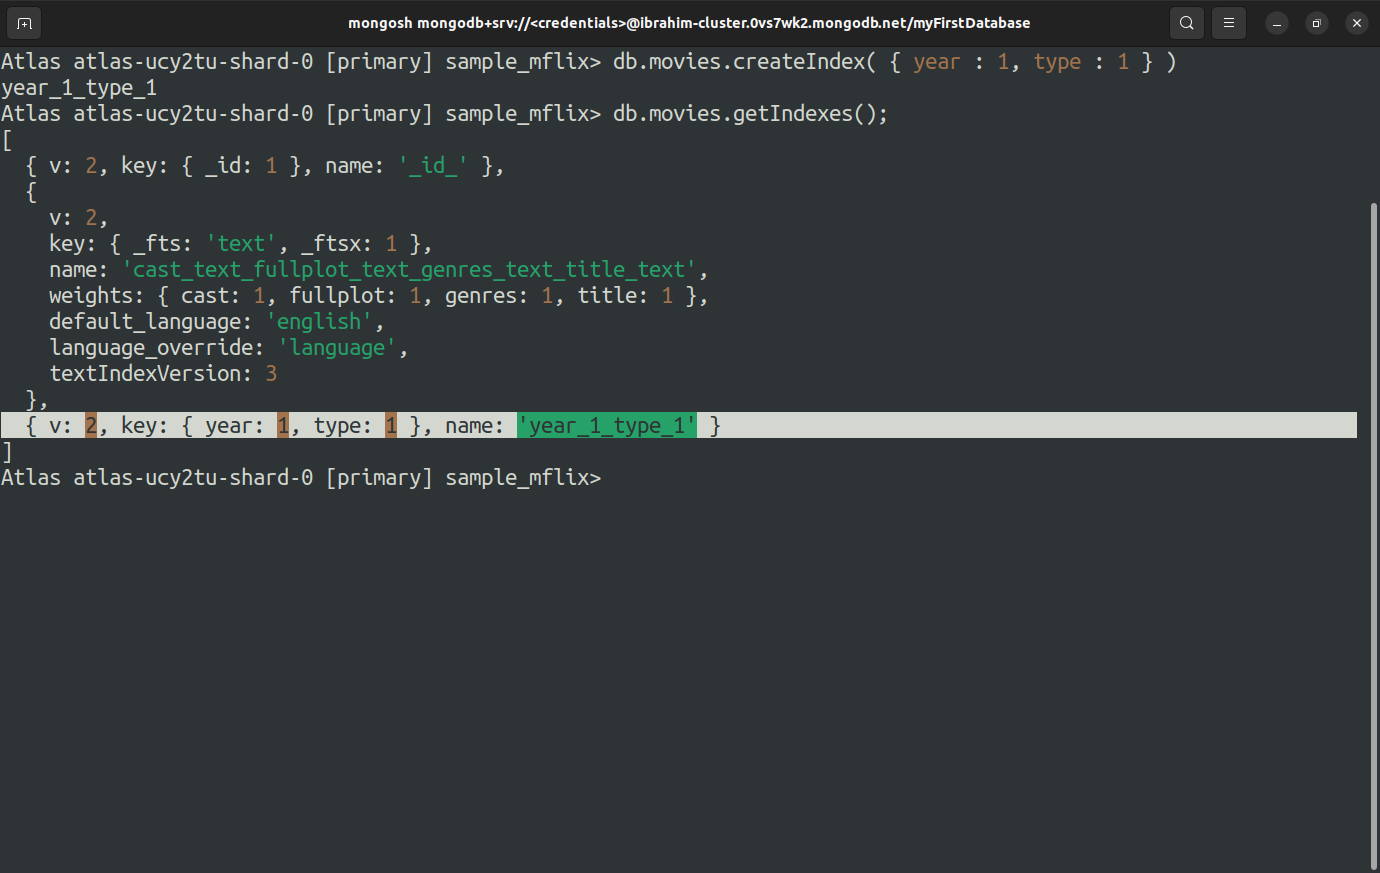 mongosh mongodb+srv://<credentials>@ibrahim-cluster.0vs7wk2.mongodb.net/myFirstDatabase
Atlas atlas-ucy2tu-shard-0 [primary] sample_mflix> db.movies.createIndex( { year : 1, type : 1 } )
year_1_type_1
Atlas atlas-ucy2tu-shard-0 [primary] sample_mflix> db.movies.getIndexes();
[
  { v: 2, key: { _id: 1 }, name: '_id_' },
  {
    v: 2,
    key: { _fts: 'text', _ftsx: 1 },
    name: 'cast_text_fullplot_text_genres_text_title_text',
    weights: { cast: 1, fullplot: 1, genres: 1, title: 1 },
    default_language: 'english',
    language_override: 'language',
    textIndexVersion: 3
  },
  { v: 2, key: { year: 1, type: 1 }, name: 'year_1_type_1' }
]
Atlas atlas-ucy2tu-shard-0 [primary] sample_mflix>